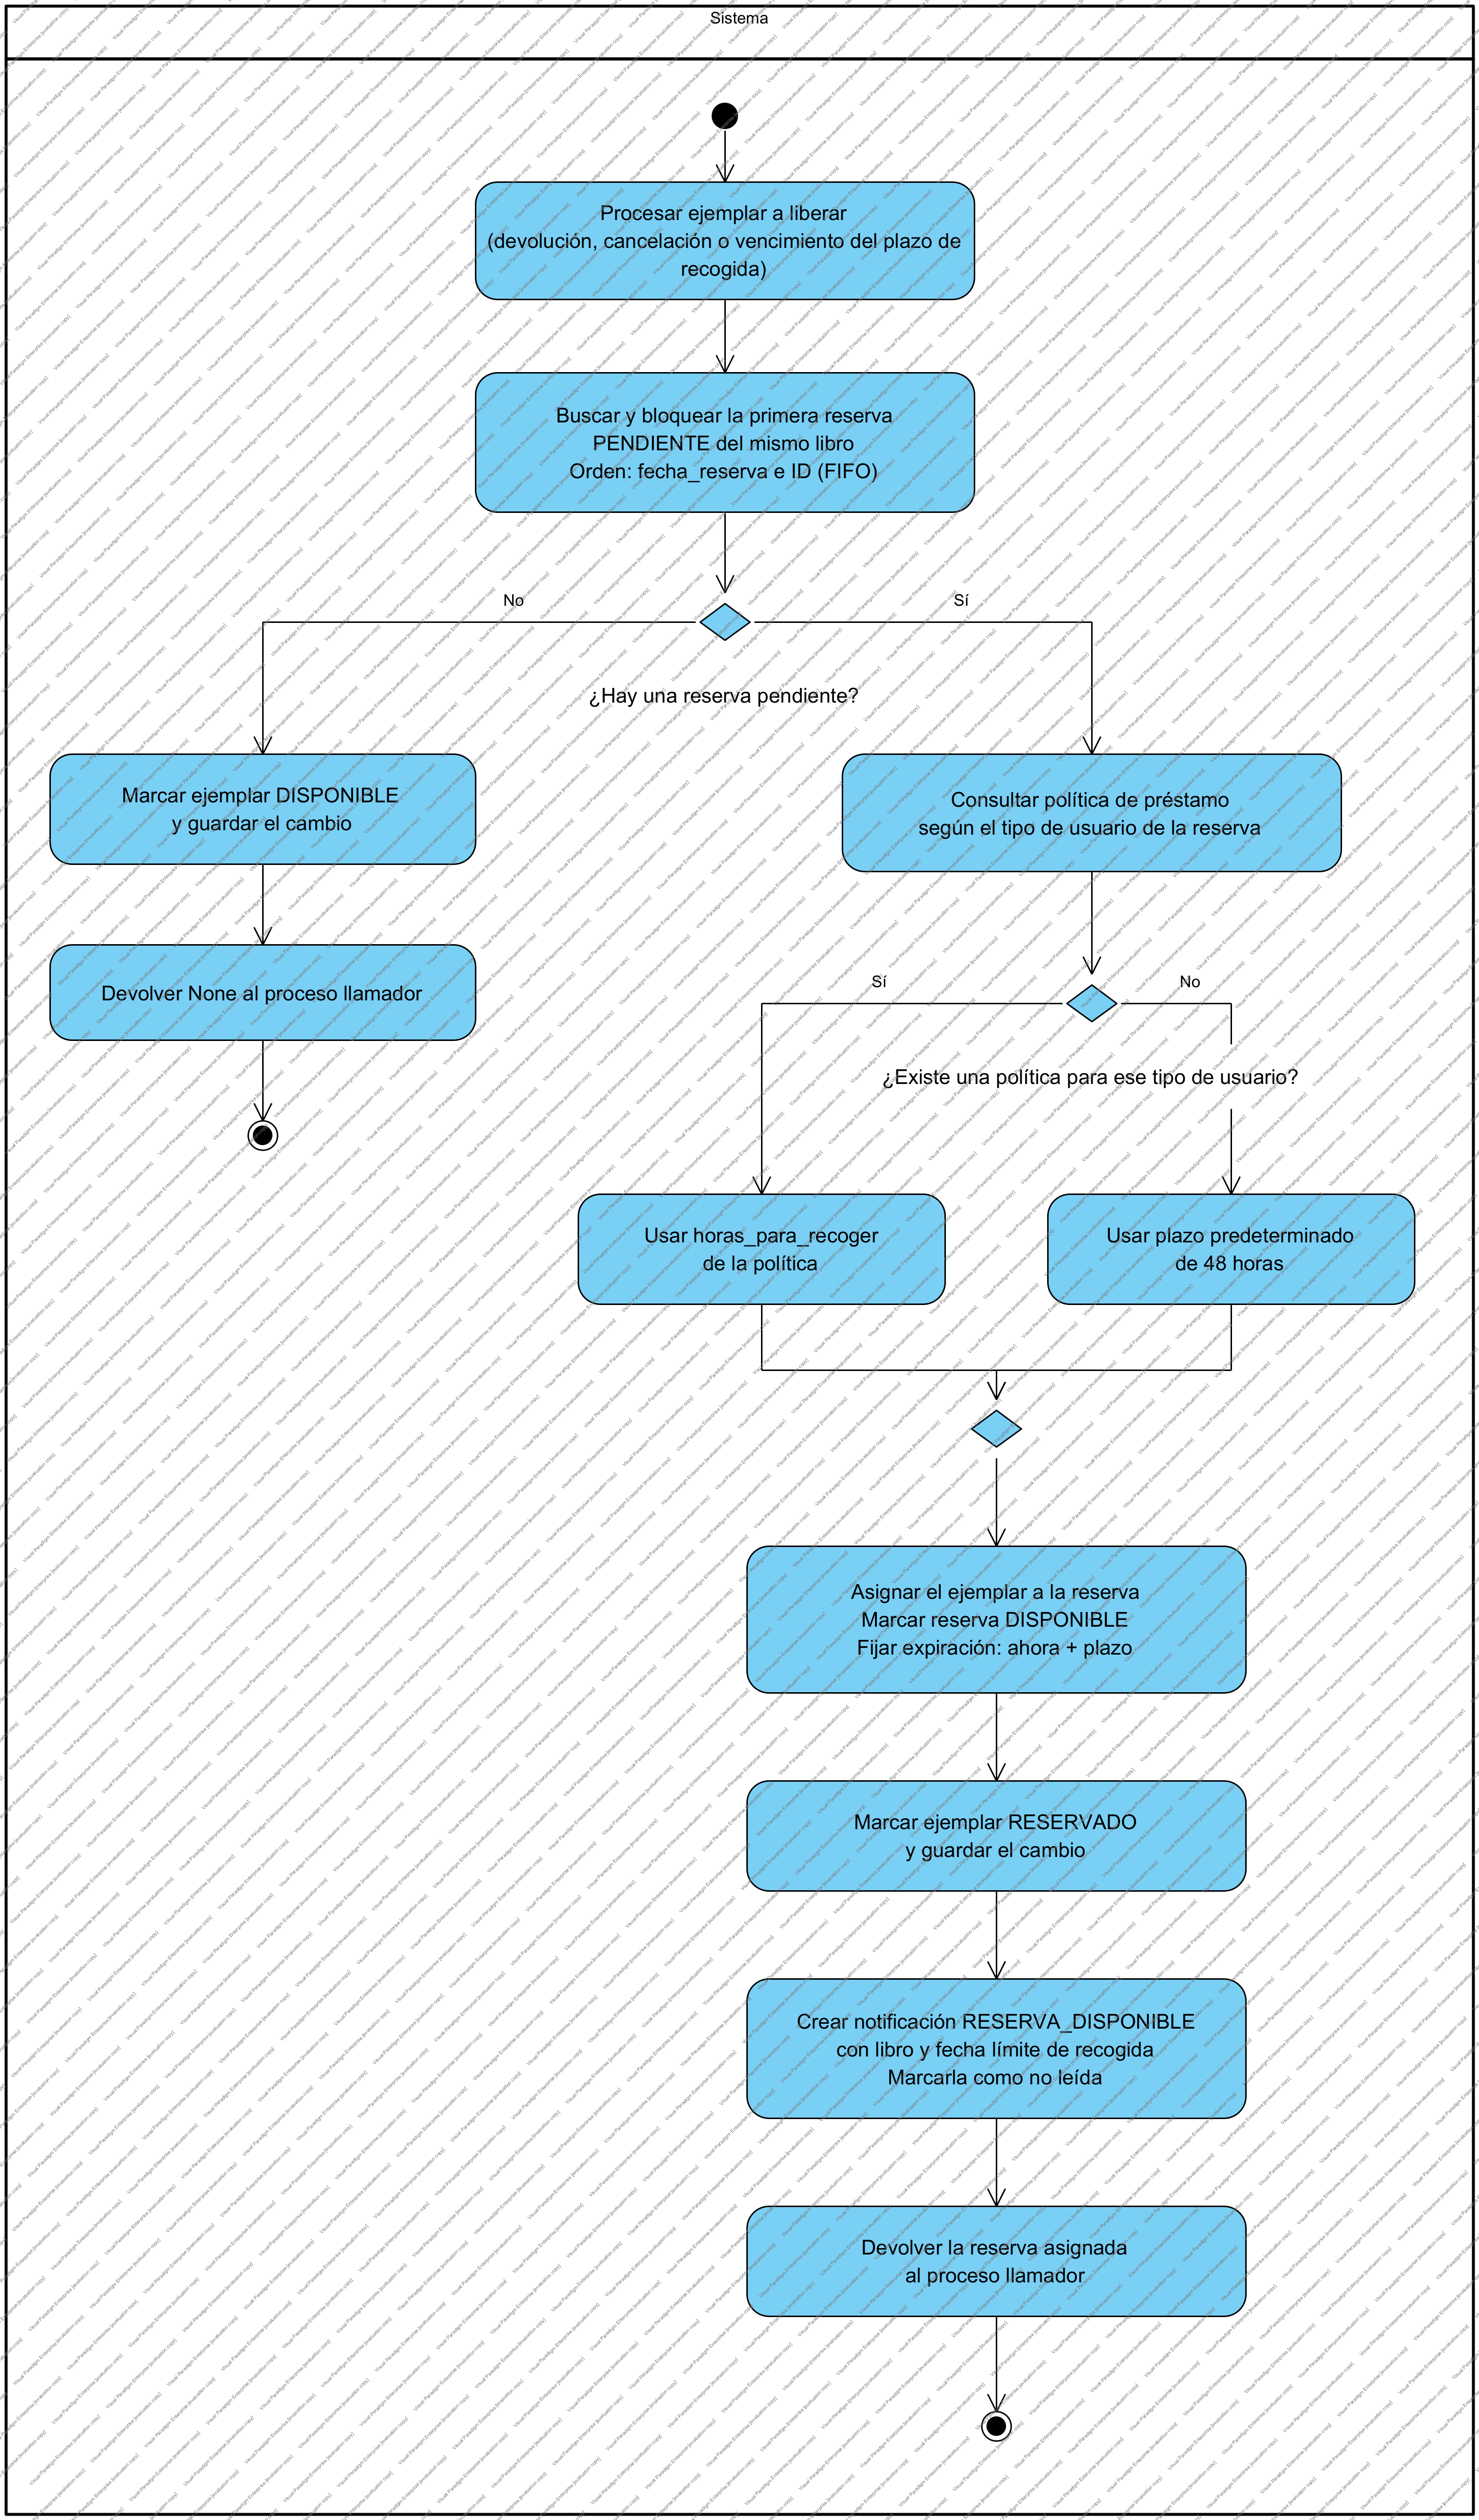 Sistema
Procesar ejemplar a liberar
(devolución, cancelación o vencimiento del plazo de
recogida)
Buscar y bloquear la primera reserva
PENDIENTE del mismo libro
Orden: fecha_reserva e ID (FIFO)
No
Sí
¿Hay una reserva pendiente?
Marcar ejemplar DISPONIBLE
y guardar el cambio
Consultar política de préstamo
según el tipo de usuario de la reserva
Devolver None al proceso llamador
Sí
No
¿Existe una política para ese tipo de usuario?
Usar horas_para_recoger
de la política
Usar plazo predeterminado
de 48 horas
Asignar el ejemplar a la reserva
Marcar reserva DISPONIBLE
Fijar expiración: ahora + plazo
Marcar ejemplar RESERVADO
y guardar el cambio
Crear notificación RESERVA_DISPONIBLE
con libro y fecha límite de recogida
Marcarla como no leída
Devolver la reserva asignada
al proceso llamador
Visual Paradigm Enterprise [evaluation copy]